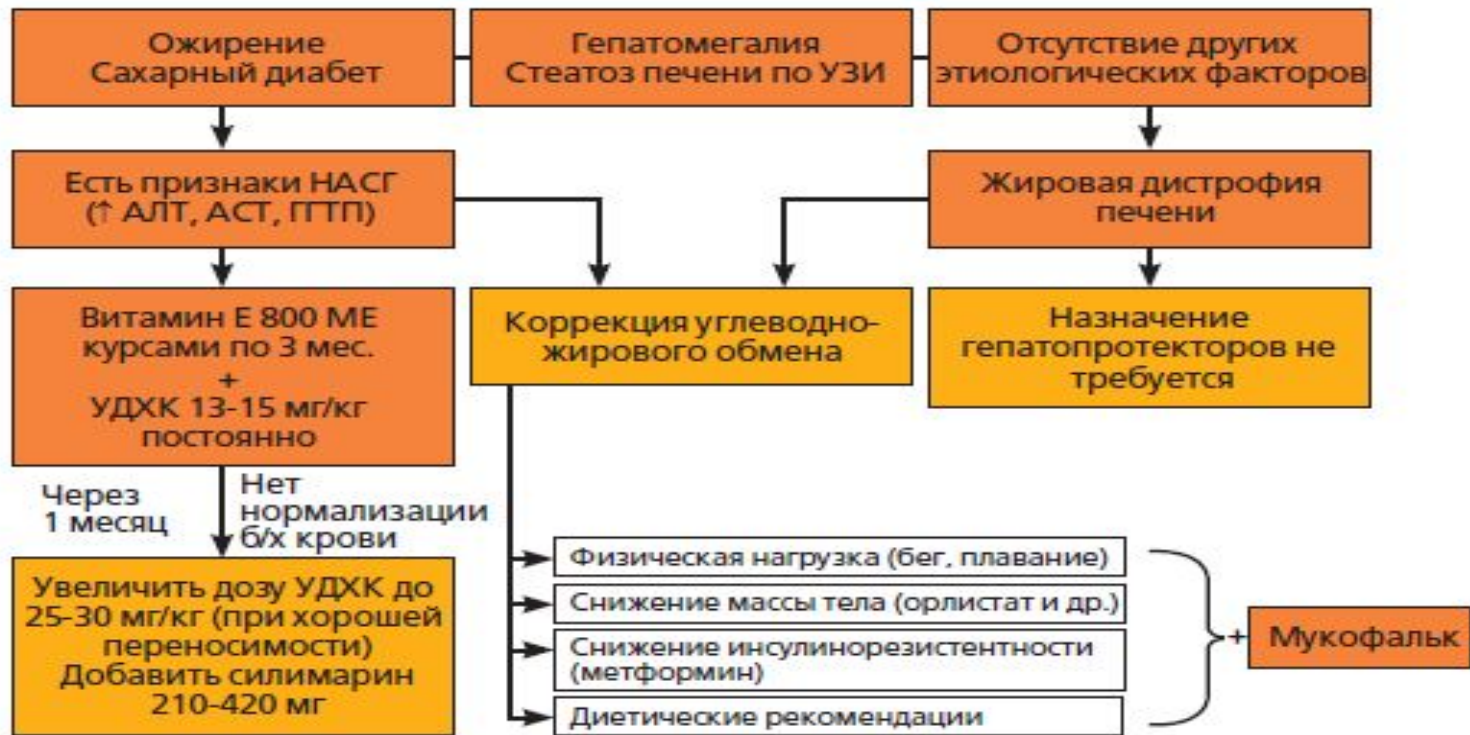 Ожирение
Сахарный диабет
Гепатомегалия
Стеатоз печени по УЗИ
Отсутствие других
этиологических факторов
Есть признаки НАСГ
(↑ АЛТ, АСТ, ГГТП)
Жировая дистрофия
печени
Витамин Е 800 МЕ
курсами по 3 мес.
+
УДХК 13-15 мг/кг
постоянно
Коррекция углеводно-
жирового обмена
Назначение
гепатопротекторов не
требуется
Через
1 месяц
Нет
нормализации
б/х крови
Увеличить дозу УДХК до
25-30 мг/кг (при хорошей
переносимости)
Добавить силимарин
210-420 мг
Физическая нагрузка (бег, плавание)
Снижение массы тела (орлистат и др.)
Снижение инсулинорезистентности
(метформин)
Диетические рекомендации
+
Мукофальк